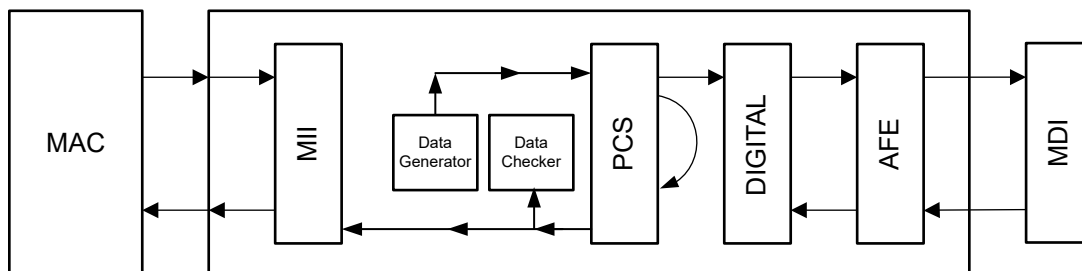 MAC
MII
Data
Generator
Data
Checker
PCS
DIGITAL
AFE
MDI